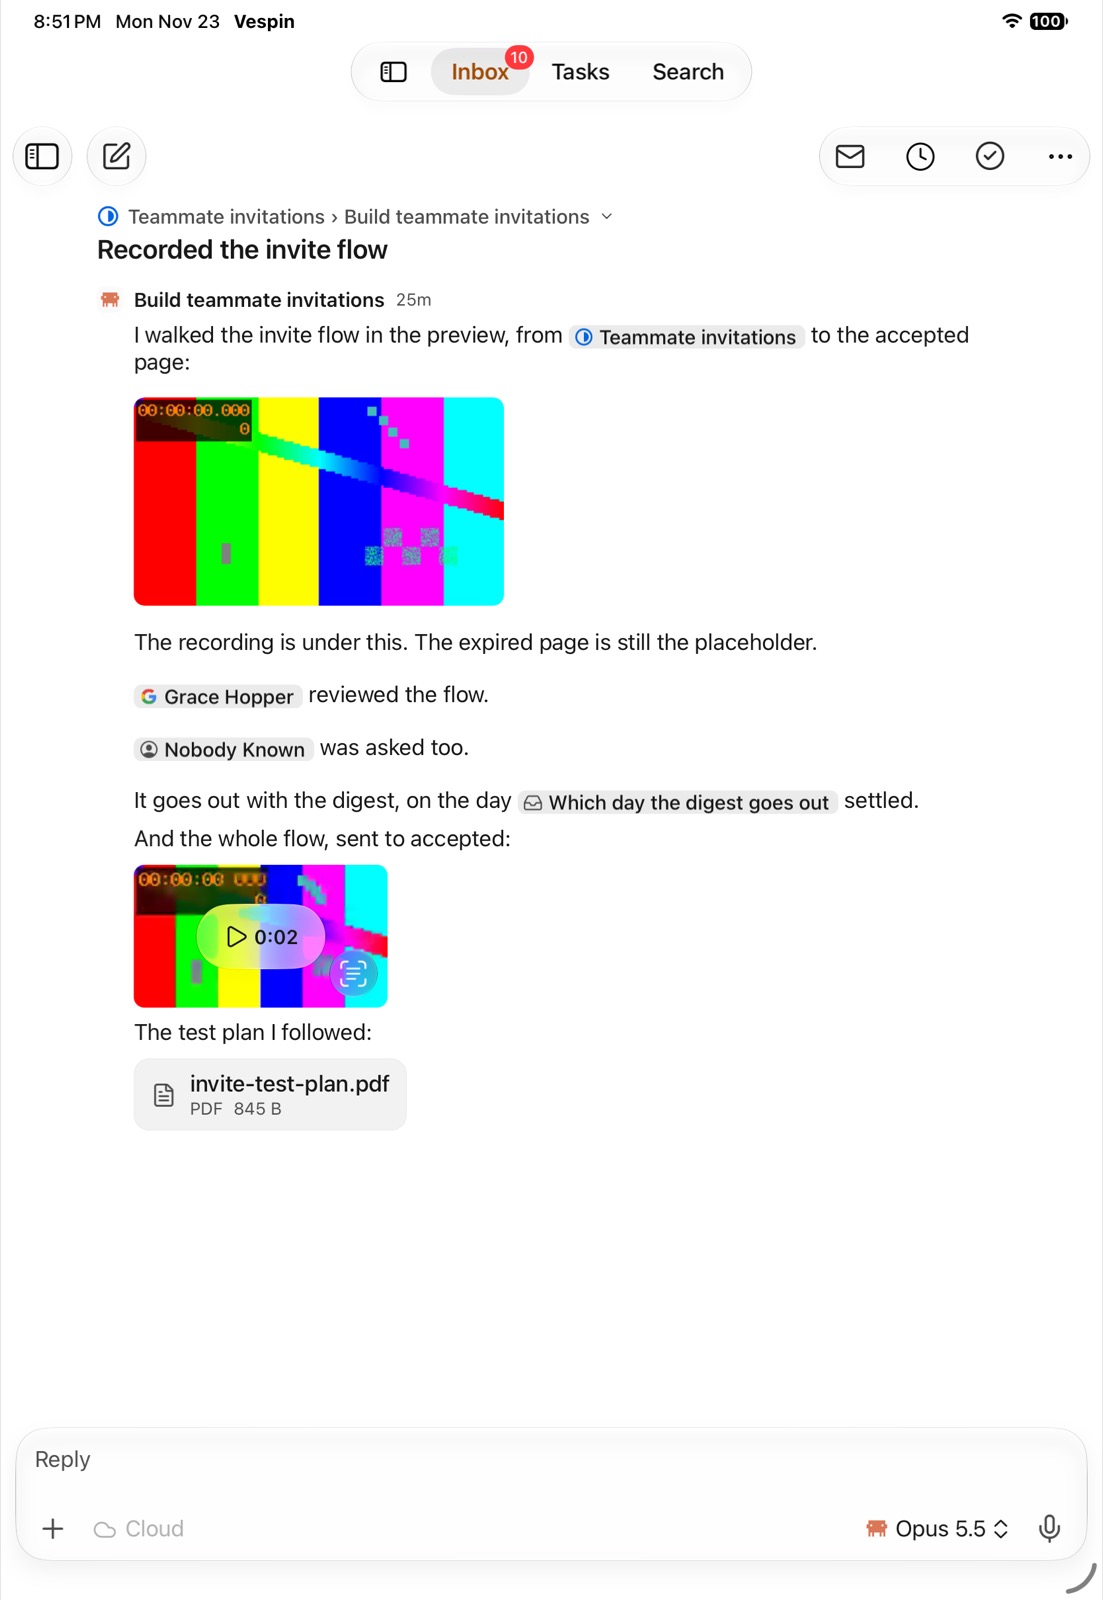 8:51 PM Mon Nov 23 Vespin
100
Inbox 10 Tasks Search
Teammate invitations › Build teammate invitations
Recorded the invite flow
Build teammate invitations 25m
I walked the invite flow in the preview, from Teammate invitations to the accepted
page:
00:00:00.000
0
The recording is under this. The expired page is still the placeholder.
Grace Hopper reviewed the flow.
Nobody Known was asked too.
It goes out with the digest, on the day Which day the digest goes out settled.
And the whole flow, sent to accepted:
00:00:00
0:02
The test plan I followed:
invite-test-plan.pdf
PDF 845 B
Reply
Cloud
Opus 5.5